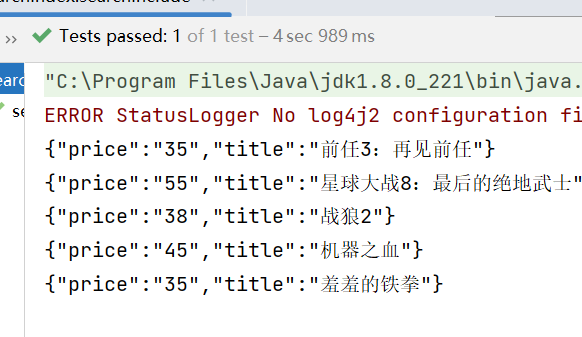 Tests passed: 1 of 1 test – 4 sec 989 ms
"C:\Program Files\Java\jdk1.8.0_221\bin\java.
ERROR StatusLogger No log4j2 configuration fi
{"price":"35","title":"前任3：再见前任"}
{"price":"55","title":"星球大战8：最后的绝地武士"
{"price":"38","title":"战狼2"}
{"price":"45","title":"机器之血"}
{"price":"35","title":"羞羞的铁拳"}